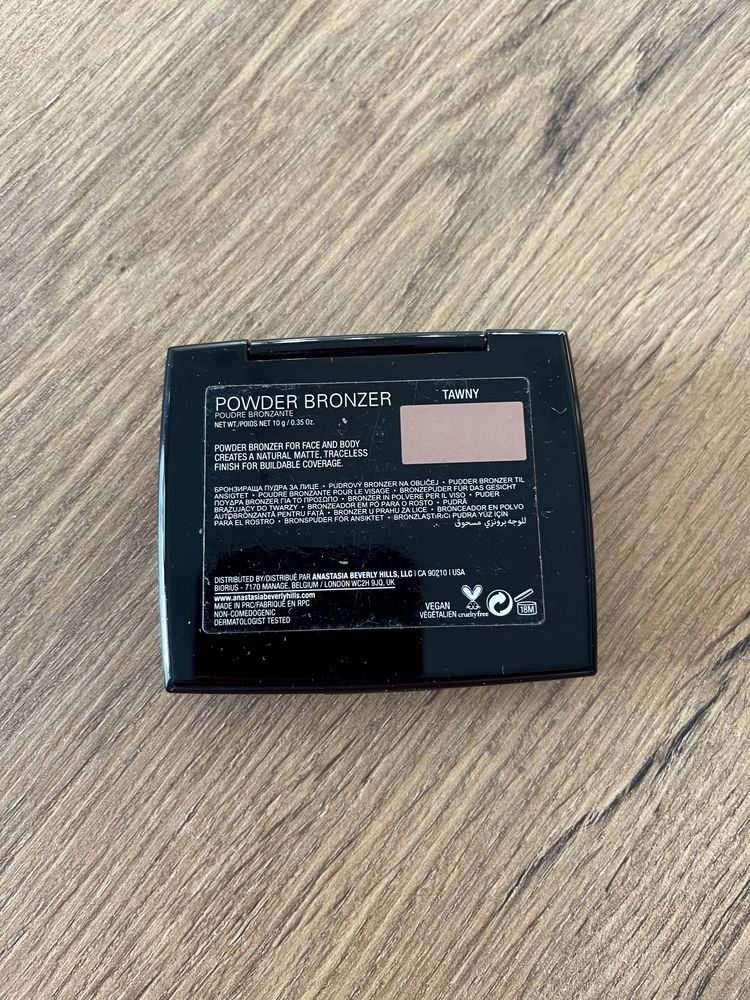 POWDER BRONZER
POUDRE BRONZANTE
NET WT./POIDS NET 10 g / 0.35 Oz.
TAWNY
POWDER BRONZER FOR FACE AND BODY
CREATES A NATURAL MATTE, TRACELESS
FINISH FOR BUILDABLE COVERAGE.
БРОНЗИРАЩА ПУДРА ЗА ЛИЦЕ • PUDROVÝ BRONZER NA OBLIČEJ • PUDDER BRONZER TIL
ANSIGTET • POUDRE BRONZANTE POUR LE VISAGE • BRONZEPUDER FÜR DAS GESICHT
ΠΟΥΔΡΑ BRONZER ΓΙΑ ΤΟ ΠΡΟΣΩΠΟ • BRONZER IN POLVERE PER IL VISO • PUDER
BRĄZUJĄCY DO TWARZY • BRONZEADOR EM PÓ PARA O ROSTO • PUDRĂ
AUTOBRONZANTĂ PENTRU FAȚĂ • BRONZER U PRAHU ZA LICE • BRONCEADOR EN POLVO
PARA EL ROSTRO • BRONSPUDER FÖR ANSIKTET • BRONZLAŞTIRICI PUDRA YÜZ IÇIN
للوجه برونزي مسحوق
DISTRIBUTED BY/DISTRIBUÉ PAR ANASTASIA BEVERLY HILLS, LLC | CA 90210 | USA
BIORIUS - 7170 MANAGE, BELGIUM / LONDON WC2H 9JQ, UK
www.anastasiabeverlyhills.com
MADE IN PRC/FABRIQUÉ EN RPC
NON-COMEDOGENIC
DERMATOLOGIST TESTED
VEGAN
VÉGÉTALIEN
crueltyfree
18M